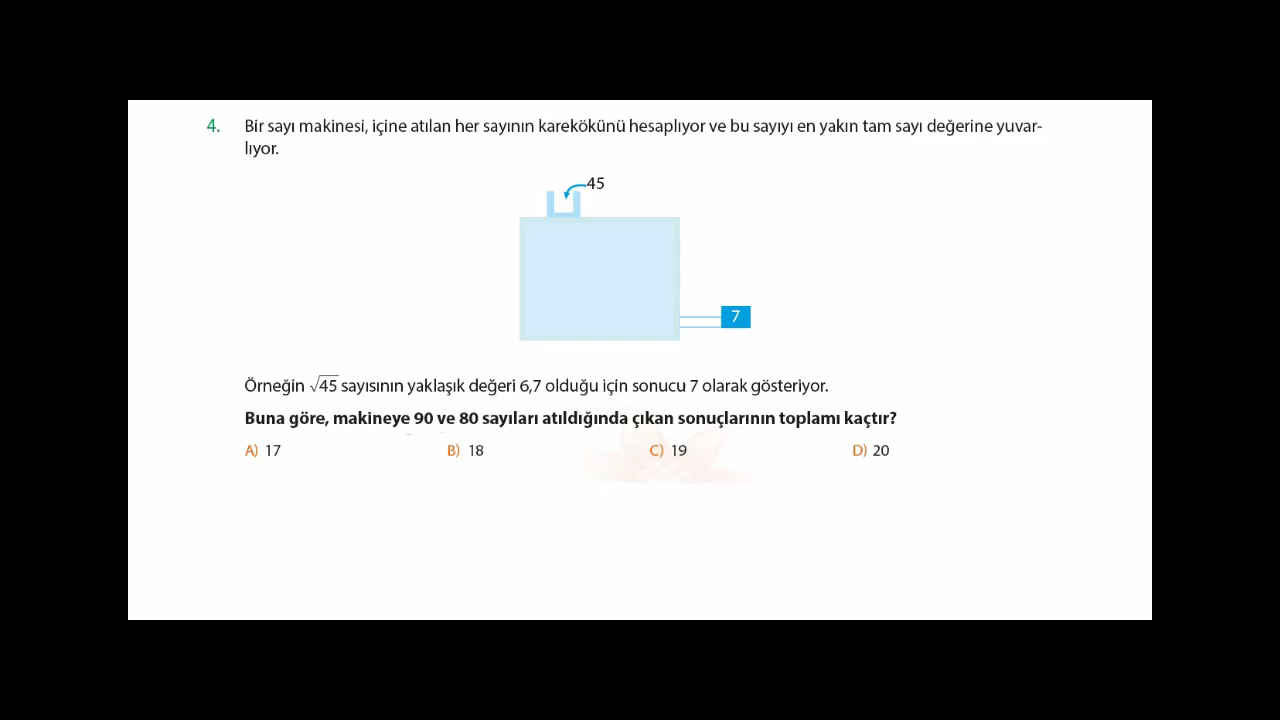 4. Bir sayı makinesi, içine atılan her sayının karekökünü hesaplıyor ve bu sayıyı en yakın tam sayı değerine yuvar-
lıyor.
45
7
Örneğin √45 sayısının yaklaşık değeri 6,7 olduğu için sonucu 7 olarak gösteriyor.
Buna göre, makineye 90 ve 80 sayıları atıldığında çıkan sonuçlarının toplamı kaçtır?
A) 17 B) 18 C) 19 D) 20